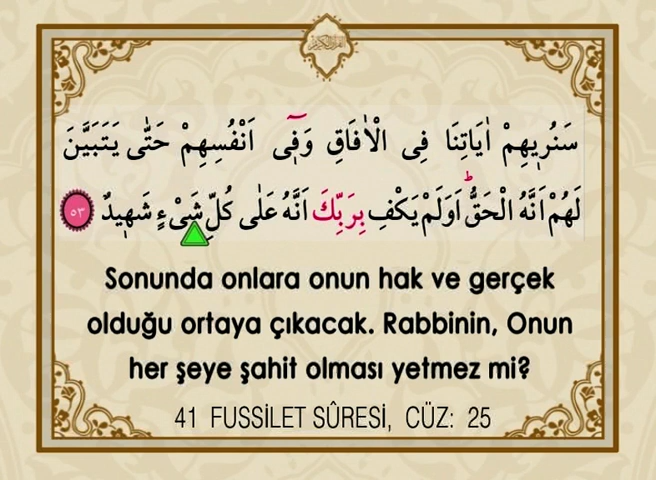 سَنُرِيهِمْ اٰيَاتِنَا فِى الْاٰفَاقِ وَفِٓى اَنْفُسِهِمْ حَتّٰى يَتَبَيَّنَ
لَهُمْ اَنَّهُ الْحَقُّ ط اَوَلَمْ يَكْفِ بِرَبِّكَ اَنَّهُ عَلٰى كُلِّ شَىْءٍ شَهِيدٌ ٥٣
Sonunda onlara onun hak ve gerçek
olduğu ortaya çıkacak. Rabbinin, Onun
her şeye şahit olması yetmez mi?
41 FUSSİLET SÛRESİ, CÜZ: 25